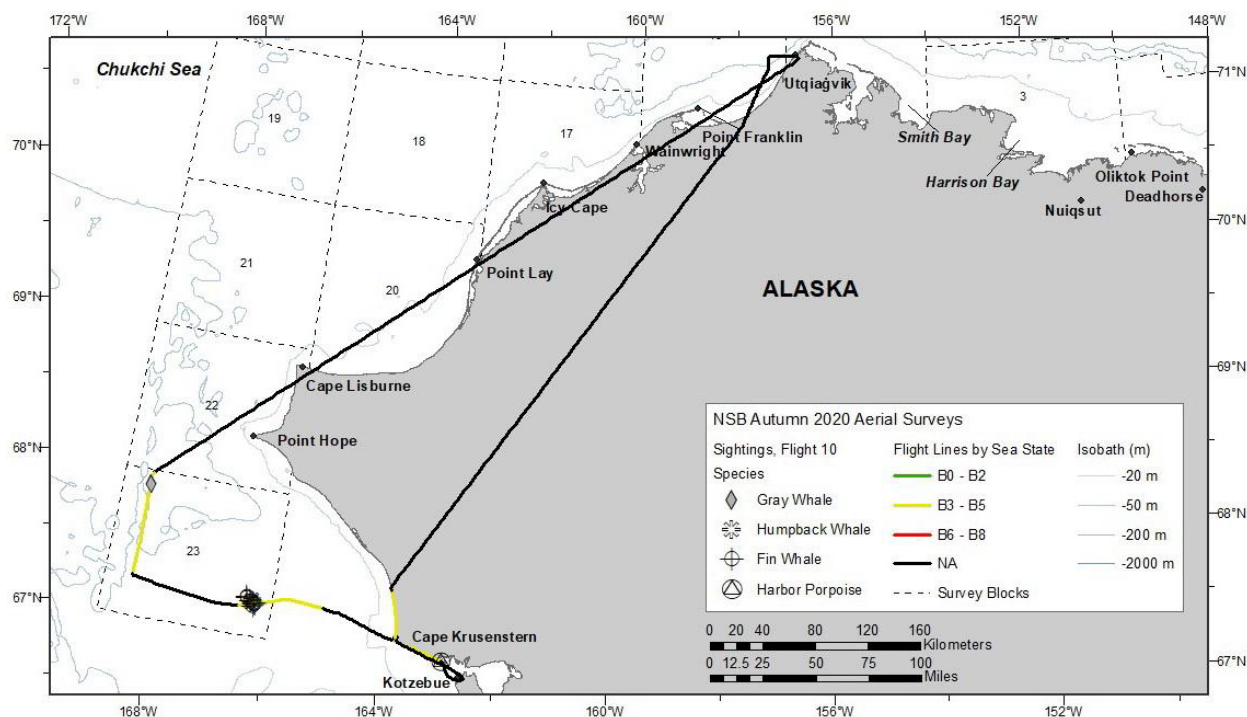 172°W 168°W 164°W 160°W 156°W 152°W 148°W
Chukchi Sea
71°N
Utqiaġvik
3
19
18
17
Point Franklin
Smith Bay
70°N
Wainwright
70°N
Harrison Bay
Oliktok Point
Deadhorse
Icy Cape
Nuiqsut
21
Point Lay
20
ALASKA
69°N
69°N
Cape Lisburne
22
Point Hope
68°N
68°N
23
67°N
67°N
Cape Krusenstern
Kotzebue
NSB Autumn 2020 Aerial Surveys
Sightings, Flight 10
Species
Gray Whale
Humpback Whale
Fin Whale
Harbor Porpoise
Flight Lines by Sea State
B0 - B2
B3 - B5
B6 - B8
NA
Survey Blocks
Isobath (m)
-20 m
-50 m
-200 m
-2000 m
0 20 40 80 120 160
Kilometers
0 12.5 25 50 75 100
Miles
168°W 164°W 160°W 156°W 152°W